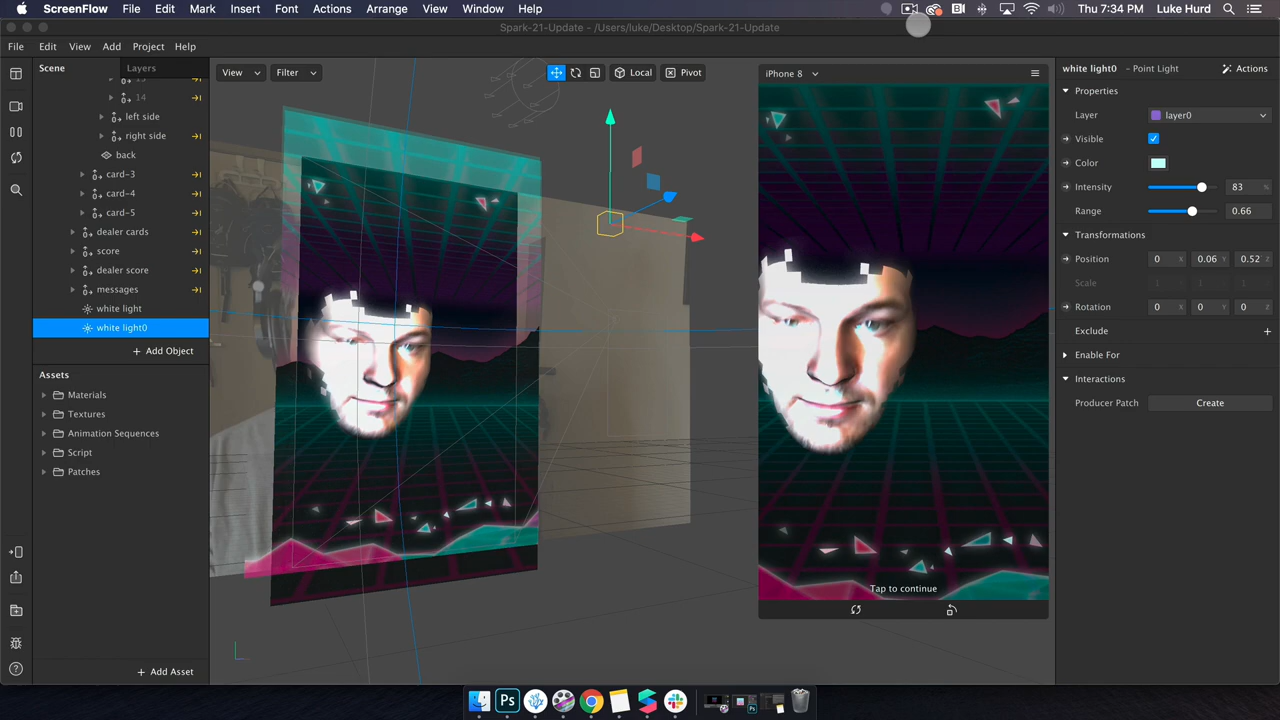 ScreenFlow File Edit Mark Insert Font Actions Arrange View Window Help Thu 7:34 PM Luke Hurd
Spark-21-Update - /Users/luke/Desktop/Spark-21-Update
File Edit View Add Project Help
Scene Layers
14
left side
right side
back
card-3
card-4
card-5
dealer cards
score
dealer score
messages
white light
white light0
+ Add Object
Assets
Materials
Textures
Animation Sequences
Script
Patches
+ Add Asset
View Filter Local Pivot
iPhone 8
Tap to continue
white light0 - Point Light Actions
Properties
Layer layer0
Visible
Color
Intensity 83 %
Range 0.66
Transformations
Position 0 X 0.06 Y 0.52 Z
Scale 1 X 1 Y 1 Z
Rotation 0 X 0 Y 0 Z
Exclude +
Enable For
Interactions
Producer Patch Create
Ps